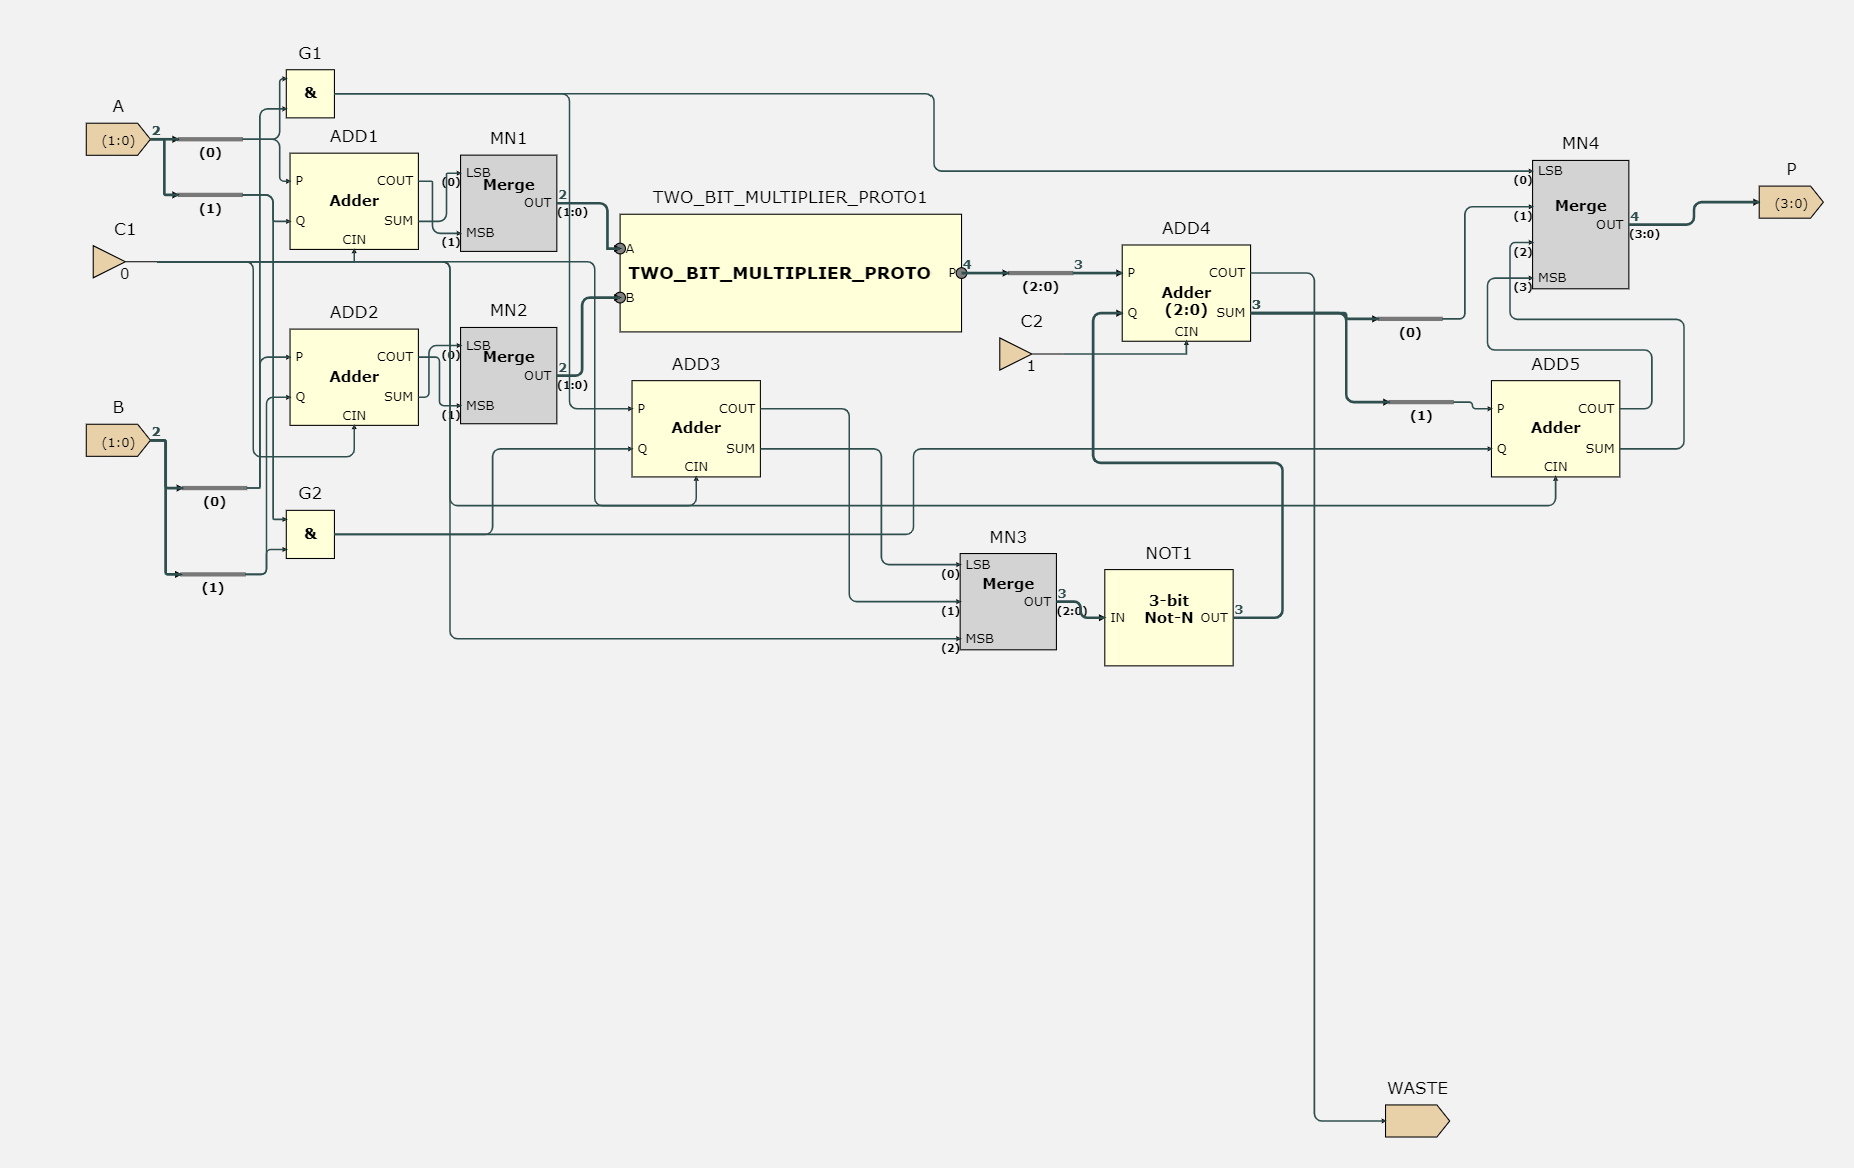 G1
&
A
2
(1:0)
(0)
(1)
ADD1
P
COUT
Adder
Q
SUM
CIN
MN1
LSB
(0)
Merge
OUT
2
(1:0)
MSB
(1)
C1
0
TWO_BIT_MULTIPLIER_PROTO1
A
TWO_BIT_MULTIPLIER_PROTO
P
4
B
(2:0)
3
ADD4
P
COUT
Adder
(2:0)
Q
SUM
3
CIN
C2
1
(0)
(1)
MN4
LSB
(0)
(1)
Merge
OUT
4
(3:0)
(2)
MSB
(3)
P
(3:0)
ADD2
P
COUT
Adder
Q
SUM
CIN
MN2
LSB
(0)
Merge
OUT
2
(1:0)
MSB
(1)
ADD3
P
COUT
Adder
Q
SUM
CIN
ADD5
P
COUT
Adder
Q
SUM
CIN
B
2
(1:0)
(0)
(1)
G2
&
MN3
LSB
(0)
Merge
OUT
3
(2:0)
(1)
MSB
(2)
NOT1
3-bit
IN
Not-N
OUT
3
WASTE